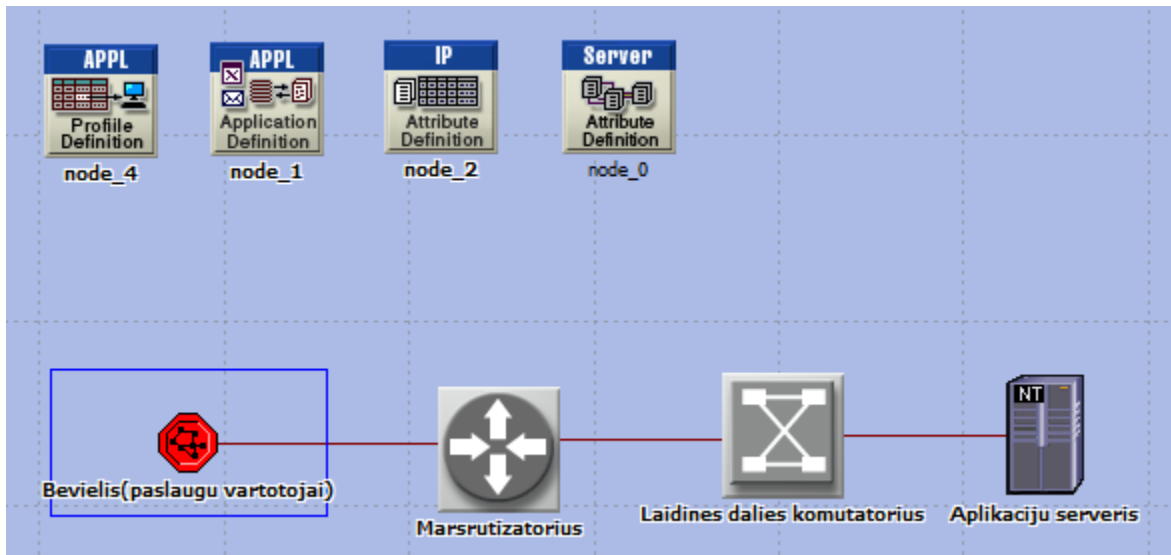 APPL
Profiile
Definition
node_4
APPL
Application
Definition
node_1
IP
Attribute
Definition
node_2
Server
Attribute
Definition
node_0
NT
Bevielis(paslaugu vartotojai)
Marsrutizatorius
Laidines dalies komutatorius
Aplikaciju serveris